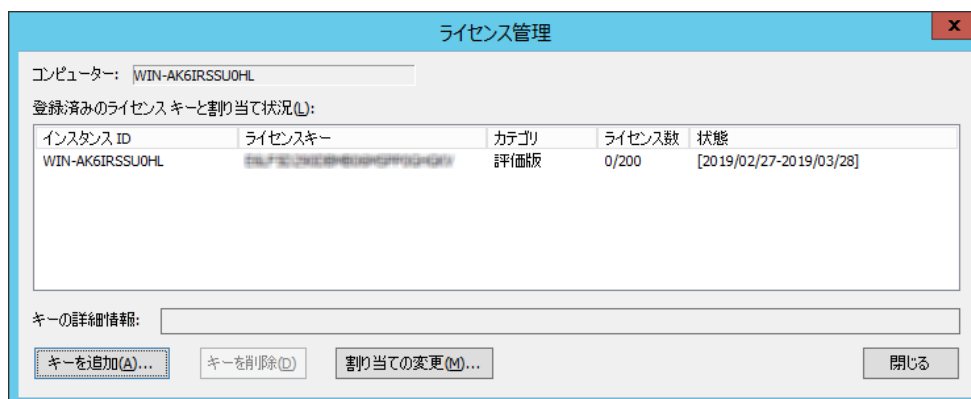 ライセンス管理
x
コンピューター: WIN-AK6IRSSU0HL
登録済みのライセンス キーと割り当て状況(L):
インスタンス ID ライセンスキー カテゴリ ライセンス数 状態
WIN-AK6IRSSU0HL 評価版 0/200 [2019/02/27-2019/03/28]
キーの詳細情報:
キーを追加(A)... キーを削除(D) 割り当ての変更(M)... 閉じる